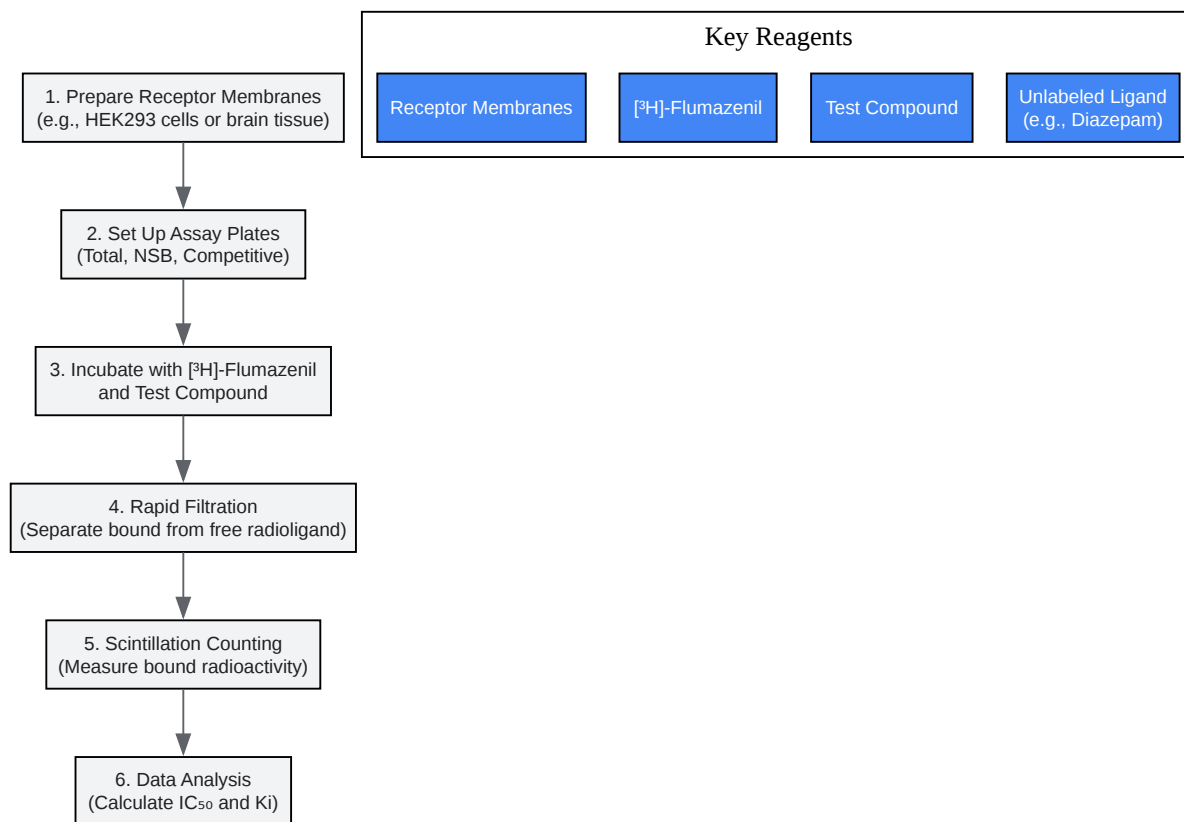 Key Reagents
Receptor Membranes
[³H]-Flumazenil
Test Compound
Unlabeled Ligand
(e.g., Diazepam)
1. Prepare Receptor Membranes
(e.g., HEK293 cells or brain tissue)
2. Set Up Assay Plates
(Total, NSB, Competitive)
3. Incubate with [³H]-Flumazenil
and Test Compound
4. Rapid Filtration
(Separate bound from free radioligand)
5. Scintillation Counting
(Measure bound radioactivity)
6. Data Analysis
(Calculate IC₅₀ and Ki)